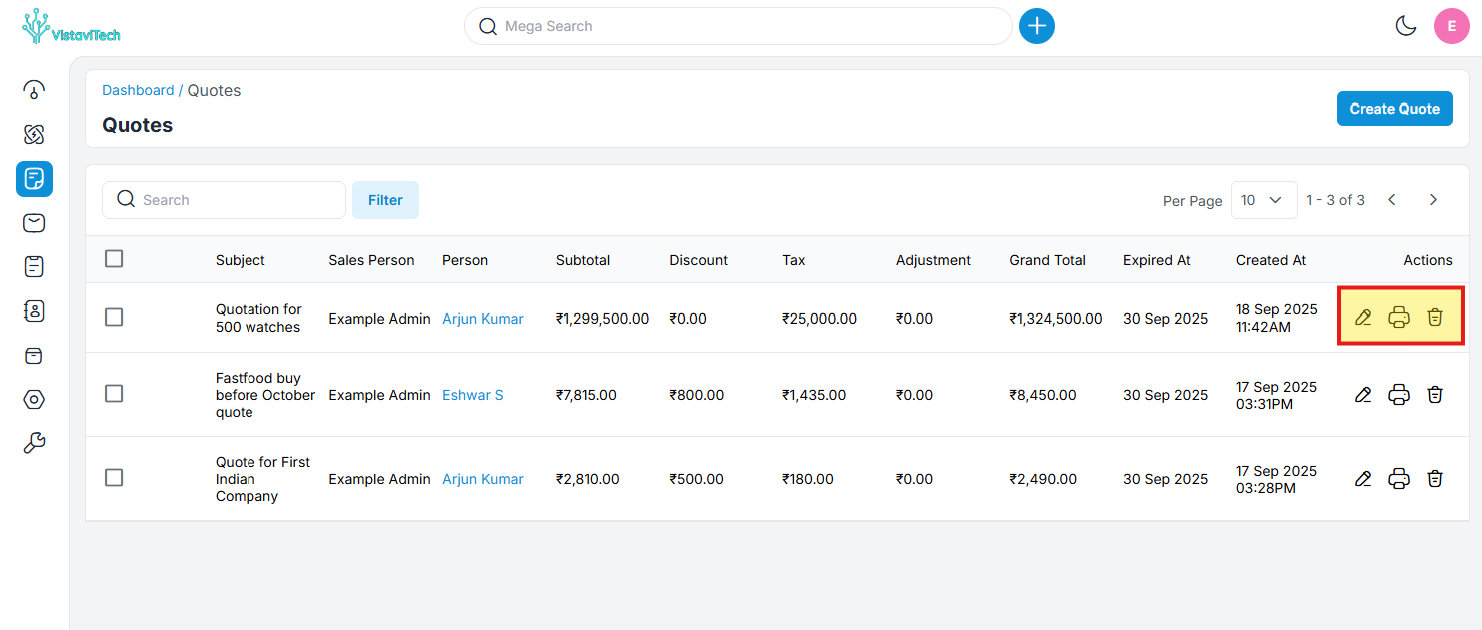 VistaviTech
Mega Search
E
Dashboard / Quotes
Quotes
Create Quote
Search
Filter
Per Page
10
1 - 3 of 3
Subject Sales Person Person Subtotal Discount Tax Adjustment Grand Total Expired At Created At Actions
Quotation for
500 watches
Example Admin Arjun Kumar ₹1,299,500.00 ₹0.00 ₹25,000.00 ₹0.00 ₹1,324,500.00 30 Sep 2025
18 Sep 2025
11:42AM
Fastfood buy
before October
quote
Example Admin Eshwar S ₹7,815.00 ₹800.00 ₹1,435.00 ₹0.00 ₹8,450.00 30 Sep 2025
17 Sep 2025
03:31PM
Quote for First
Indian
Company
Example Admin Arjun Kumar ₹2,810.00 ₹500.00 ₹180.00 ₹0.00 ₹2,490.00 30 Sep 2025
17 Sep 2025
03:28PM